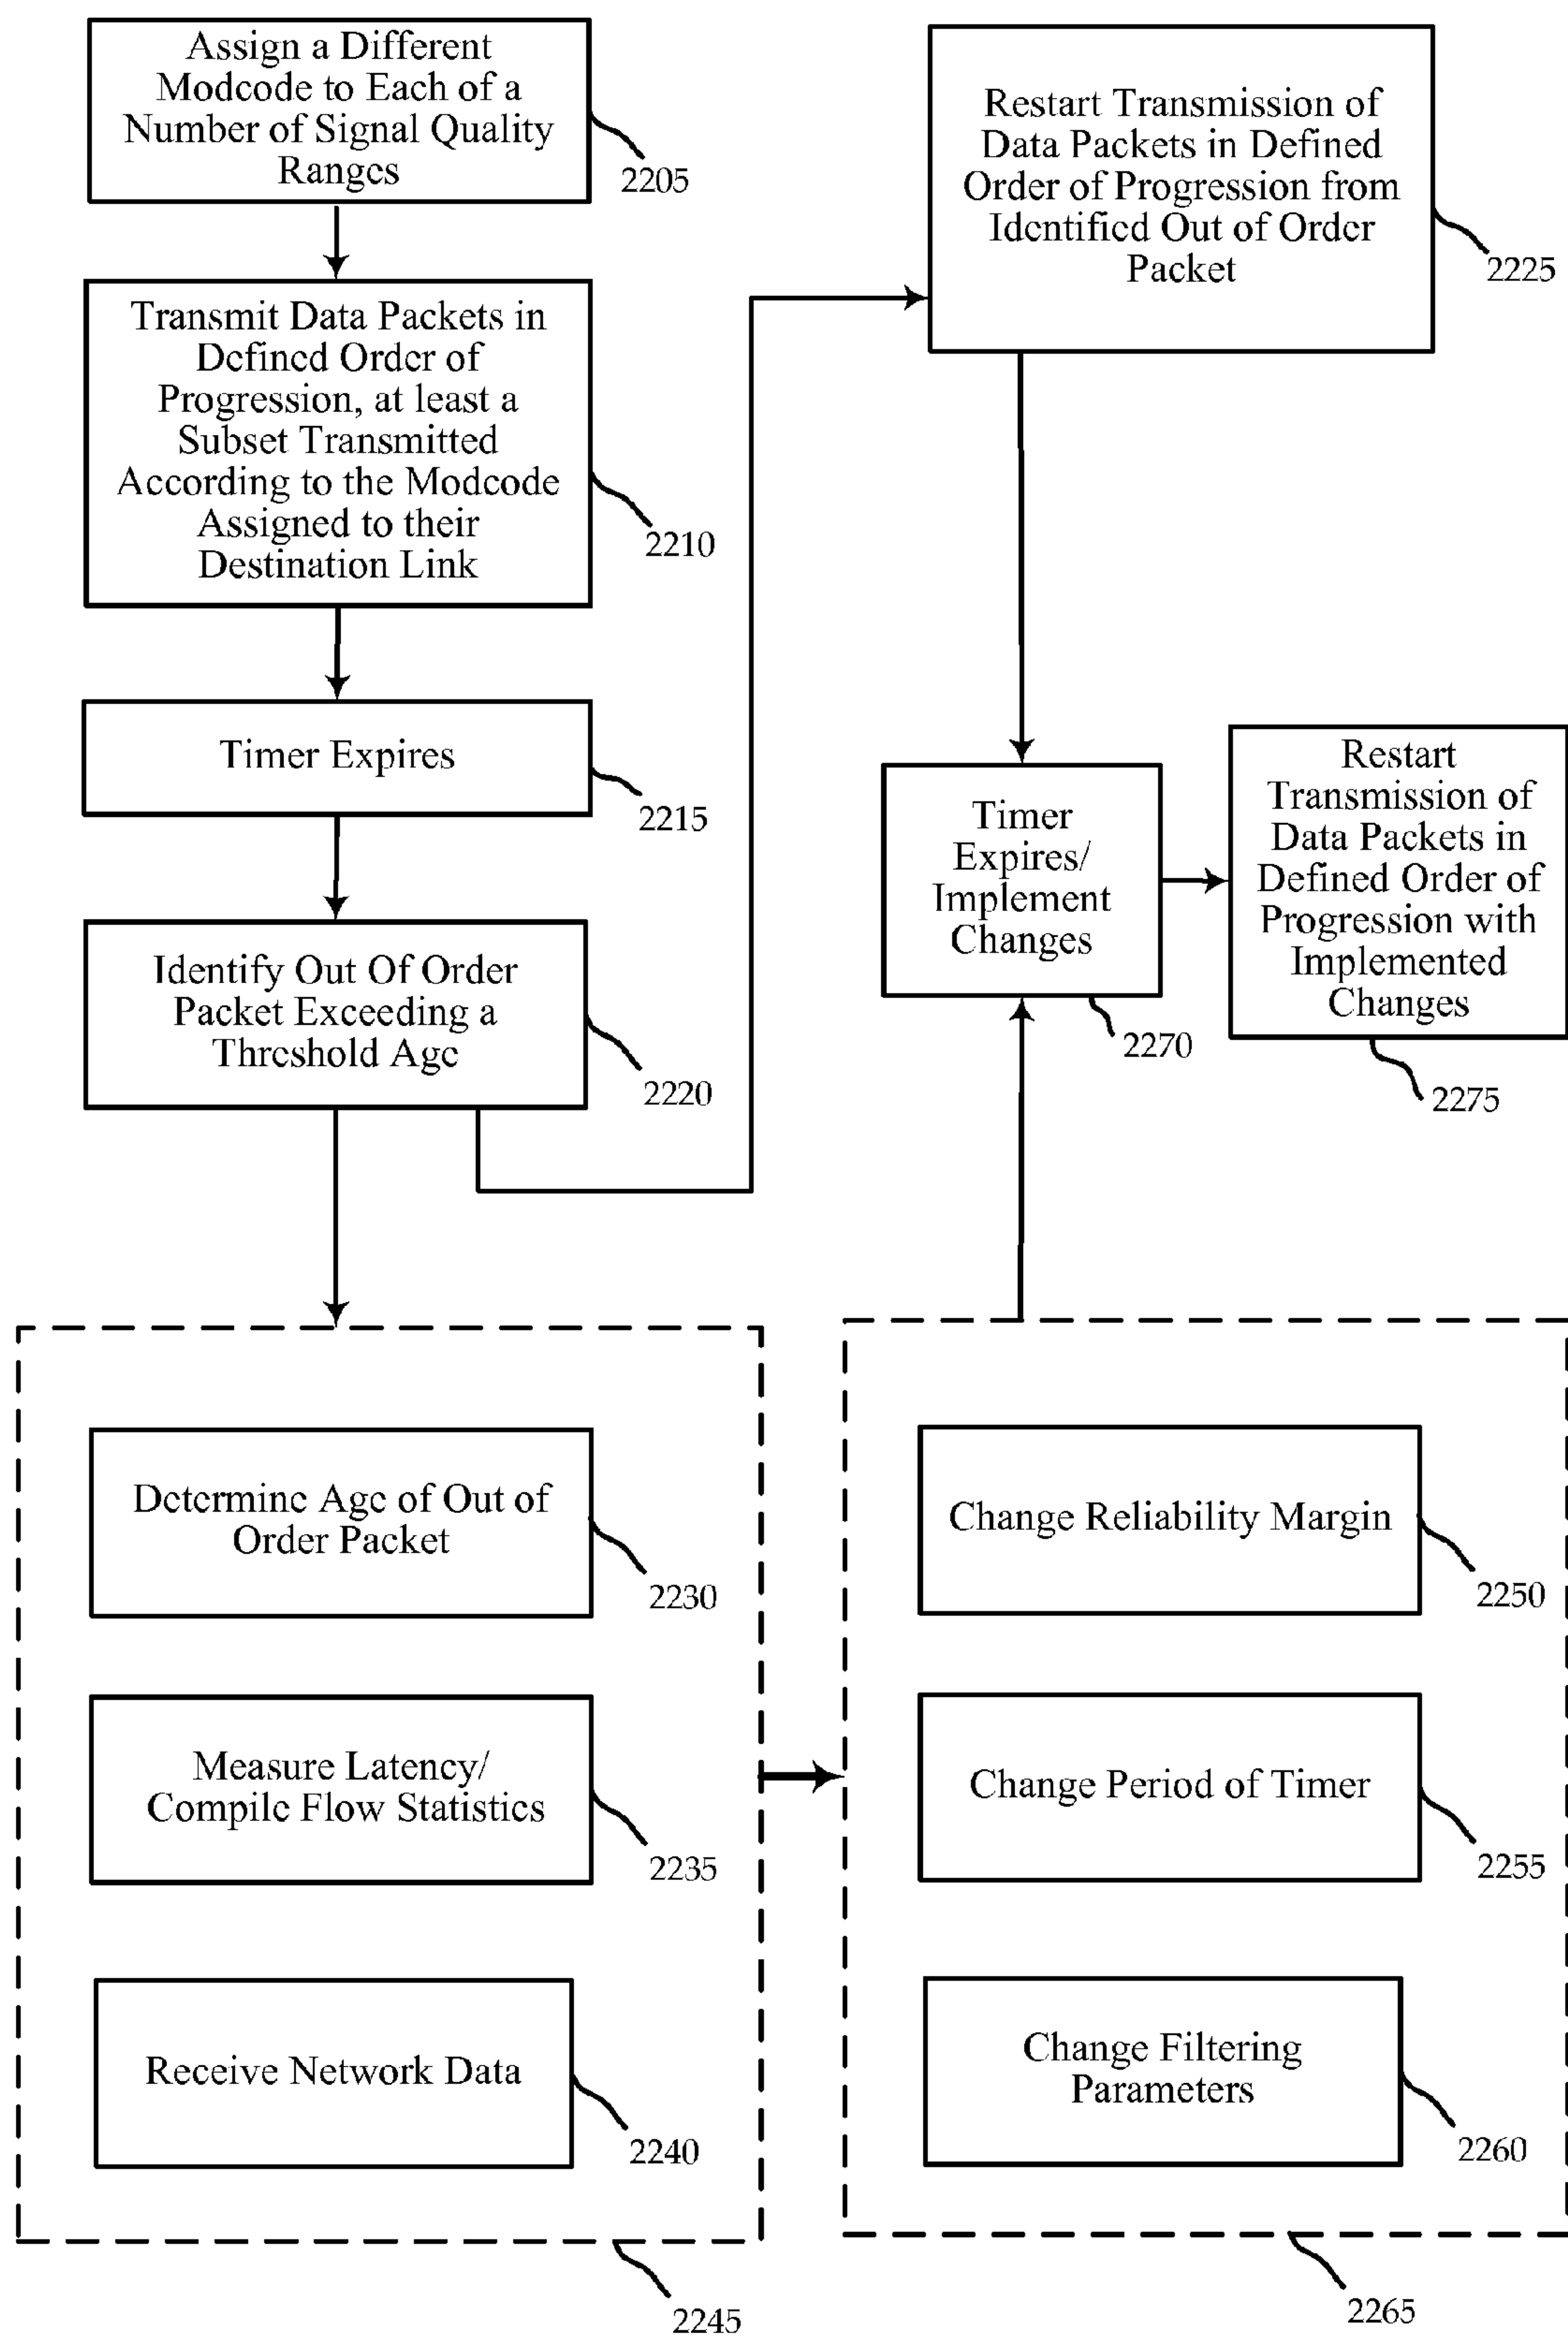 Assign a Different
Modcode to Each of a
Number of Signal Quality
Ranges
2205
Transmit Data Packets in
Defined Order of
Progression, at least a
Subset Transmitted
According to the Modcode
Assigned to their
Destination Link
2210
Timer Expires
2215
Identify Out Of Order
Packet Exceeding a
Threshold Age
2220
Restart Transmission of
Data Packets in Defined
Order of Progression from
Identified Out of Order
Packet
2225
Timer
Expires/
Implement
Changes
2270
Restart
Transmission of
Data Packets in
Defined Order of
Progression with
Implemented
Changes
2275
Determine Age of Out of
Order Packet
2230
Measure Latency/
Compile Flow Statistics
2235
Receive Network Data
2240
2245
Change Reliability Margin
2250
Change Period of Timer
2255
Change Filtering
Parameters
2260
2265